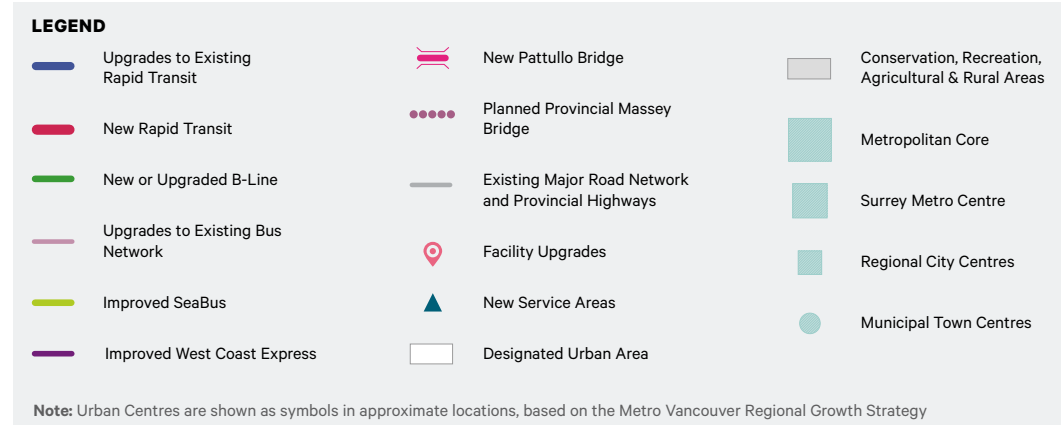 LEGEND
Upgrades to Existing
Rapid Transit
New Rapid Transit
New or Upgraded B-Line
Upgrades to Existing Bus
Network
Improved SeaBus
Improved West Coast Express
New Pattullo Bridge
Planned Provincial Massey
Bridge
Existing Major Road Network
and Provincial Highways
Facility Upgrades
New Service Areas
Designated Urban Area
Conservation, Recreation,
Agricultural & Rural Areas
Metropolitan Core
Surrey Metro Centre
Regional City Centres
Municipal Town Centres
Note: Urban Centres are shown as symbols in approximate locations, based on the Metro Vancouver Regional Growth Strategy